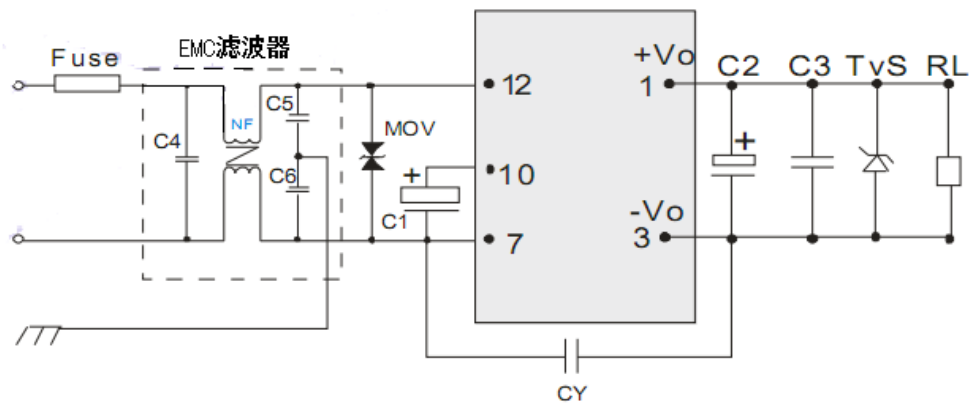 EMC滤波器
Fuse
C4
NF
C5
C6
MOV
C1
+
12
10
7
+Vo
1
-Vo
3
C2
C3
TvS
RL
+
CY